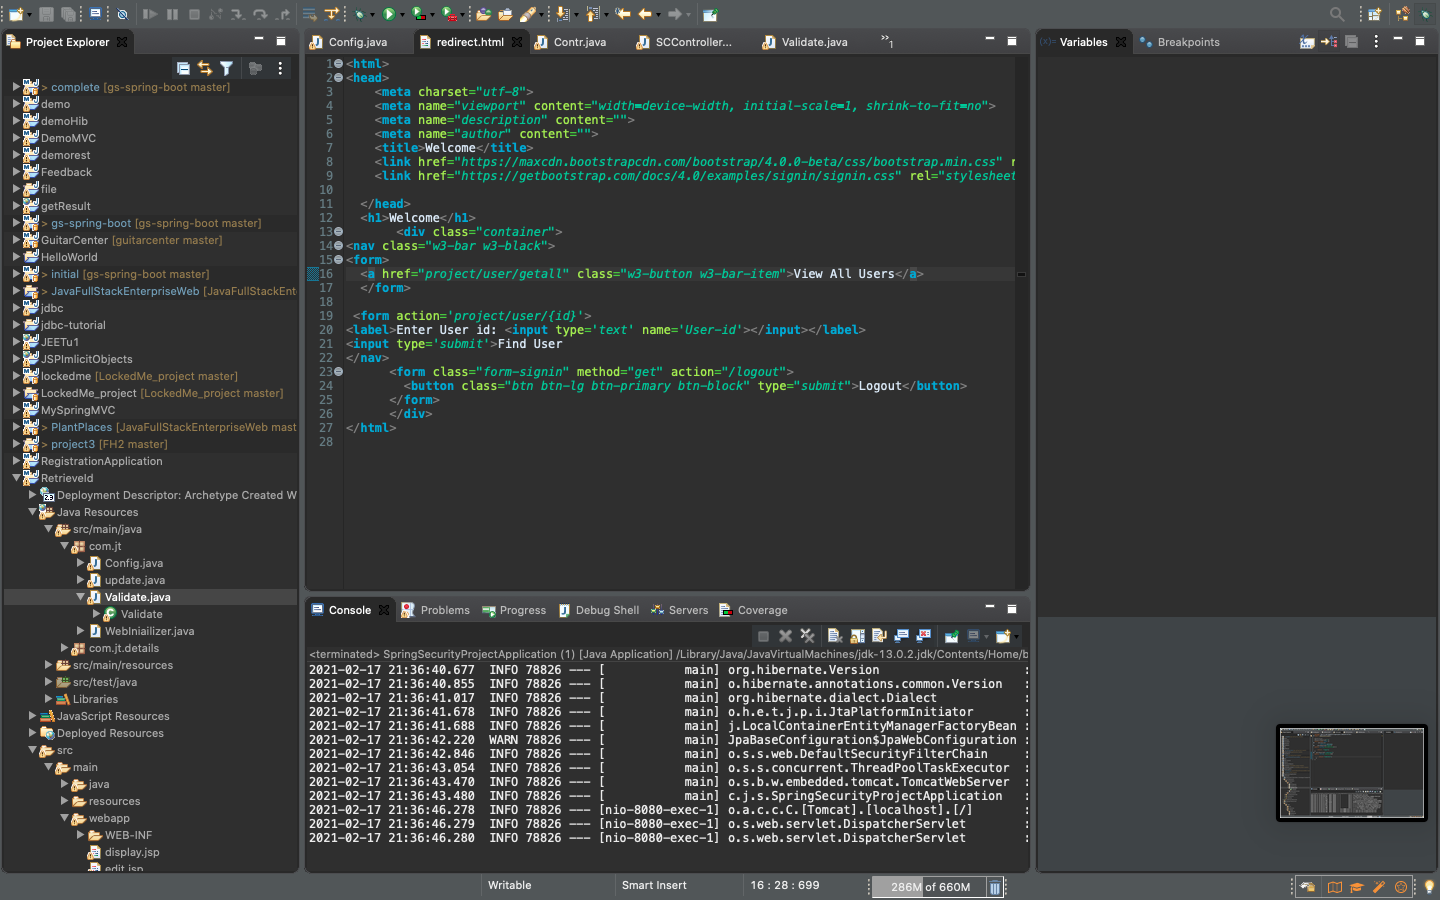 Project Explorer
> complete [gs-spring-boot master]
demo
demoHib
DemoMVC
demorest
Feedback
file
getResult
> gs-spring-boot [gs-spring-boot master]
GuitarCenter [guitarcenter master]
HelloWorld
> initial [gs-spring-boot master]
> JavaFullStackEnterpriseWeb [JavaFullStackEnt
jdbc
jdbc-tutorial
JEETu1
JSPImlicitObjects
lockedme [LockedMe_project master]
LockedMe_project [LockedMe_project master]
MySpringMVC
> PlantPlaces [JavaFullStackEnterpriseWeb mast
> project3 [FH2 master]
RegistrationApplication
RetrieveId
Deployment Descriptor: Archetype Created W
Java Resources
src/main/java
com.jt
Config.java
update.java
Validate.java
Validate
WebIniailizer.java
com.jt.details
src/main/resources
src/test/java
Libraries
JavaScript Resources
Deployed Resources
src
main
java
resources
webapp
WEB-INF
display.jsp
edit.jsp
Config.java redirect.html Contr.java SCController... Validate.java »1
1 <html>
2 <head>
3 <meta charset="utf-8">
4 <meta name="viewport" content="width=device-width, initial-scale=1, shrink-to-fit=no">
5 <meta name="description" content="">
6 <meta name="author" content="">
7 <title>Welcome</title>
8 <link href="https://maxcdn.bootstrapcdn.com/bootstrap/4.0.0-beta/css/bootstrap.min.css" r
9 <link href="https://getbootstrap.com/docs/4.0/examples/signin/signin.css" rel="stylesheet
10
11 </head>
12 <h1>Welcome</h1>
13 <div class="container">
14 <nav class="w3-bar w3-black">
15 <form>
16 <a href="project/user/getall" class="w3-button w3-bar-item">View All Users</a>
17 </form>
18
19 <form action='project/user/{id}'>
20 <label>Enter User id: <input type='text' name='User-id'></input></label>
21 <input type='submit'>Find User
22 </nav>
23 <form class="form-signin" method="get" action="/logout">
24 <button class="btn btn-lg btn-primary btn-block" type="submit">Logout</button>
25 </form>
26 </div>
27 </html>
28
Console Problems Progress Debug Shell Servers Coverage
<terminated> SpringSecurityProjectApplication (1) [Java Application] /Library/Java/JavaVirtualMachines/jdk-13.0.2.jdk/Contents/Home/b
2021-02-17 21:36:40.677 INFO 78826 --- [ main] org.hibernate.Version :
2021-02-17 21:36:40.855 INFO 78826 --- [ main] o.hibernate.annotations.common.Version :
2021-02-17 21:36:41.017 INFO 78826 --- [ main] org.hibernate.dialect.Dialect :
2021-02-17 21:36:41.678 INFO 78826 --- [ main] o.h.e.t.j.p.i.JtaPlatformInitiator :
2021-02-17 21:36:41.688 INFO 78826 --- [ main] j.LocalContainerEntityManagerFactoryBean :
2021-02-17 21:36:42.220 WARN 78826 --- [ main] JpaBaseConfiguration$JpaWebConfiguration :
2021-02-17 21:36:42.846 INFO 78826 --- [ main] o.s.s.web.DefaultSecurityFilterChain :
2021-02-17 21:36:43.054 INFO 78826 --- [ main] o.s.s.concurrent.ThreadPoolTaskExecutor :
2021-02-17 21:36:43.470 INFO 78826 --- [ main] o.s.b.w.embedded.tomcat.TomcatWebServer :
2021-02-17 21:36:43.480 INFO 78826 --- [ main] c.j.s.SpringSecurityProjectApplication :
2021-02-17 21:36:46.278 INFO 78826 --- [nio-8080-exec-1] o.a.c.c.C.[Tomcat].[localhost].[/] :
2021-02-17 21:36:46.279 INFO 78826 --- [nio-8080-exec-1] o.s.web.servlet.DispatcherServlet :
2021-02-17 21:36:46.280 INFO 78826 --- [nio-8080-exec-1] o.s.web.servlet.DispatcherServlet :
(x)= Variables Breakpoints
Writable Smart Insert 16 : 28 : 699 286M of 660M